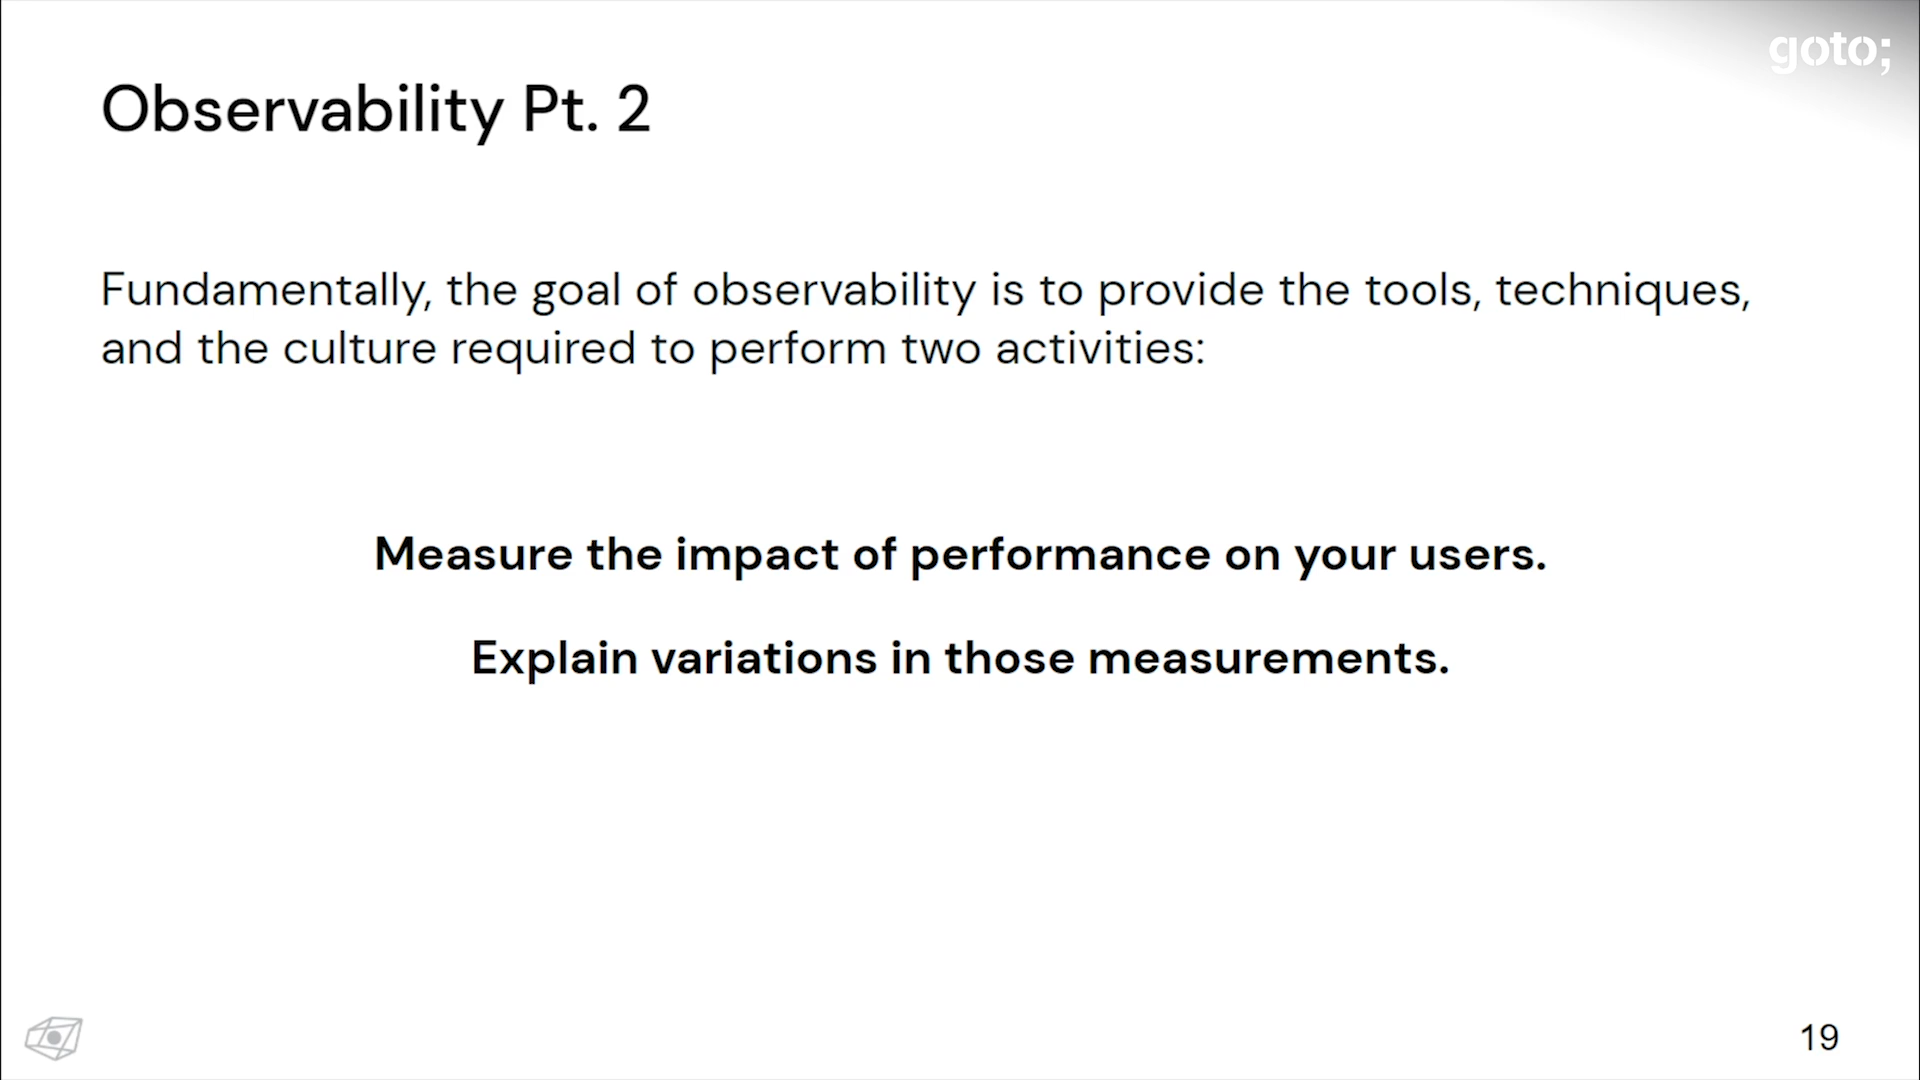 goto;
Observability Pt. 2
Fundamentally, the goal of observability is to provide the tools, techniques,
and the culture required to perform two activities:
Measure the impact of performance on your users.
Explain variations in those measurements.
19